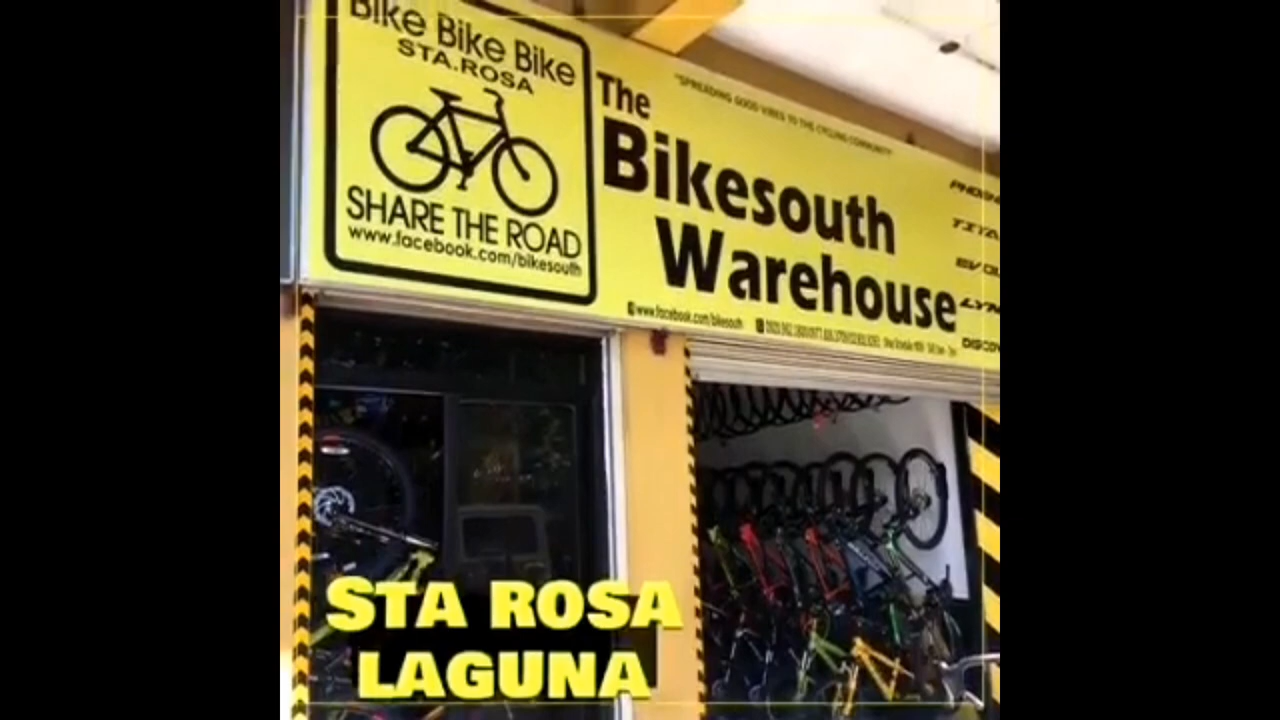 Bike Bike Bike
STA.ROSA
SHARE THE ROAD
www.facebook.com/bikesouth
"SPREADING GOOD VIBES TO THE CYCLING COMMUNITY"
The
Bikesouth
Warehouse
www.facebook.com/bikesouth
STA ROSA
LAGUNA